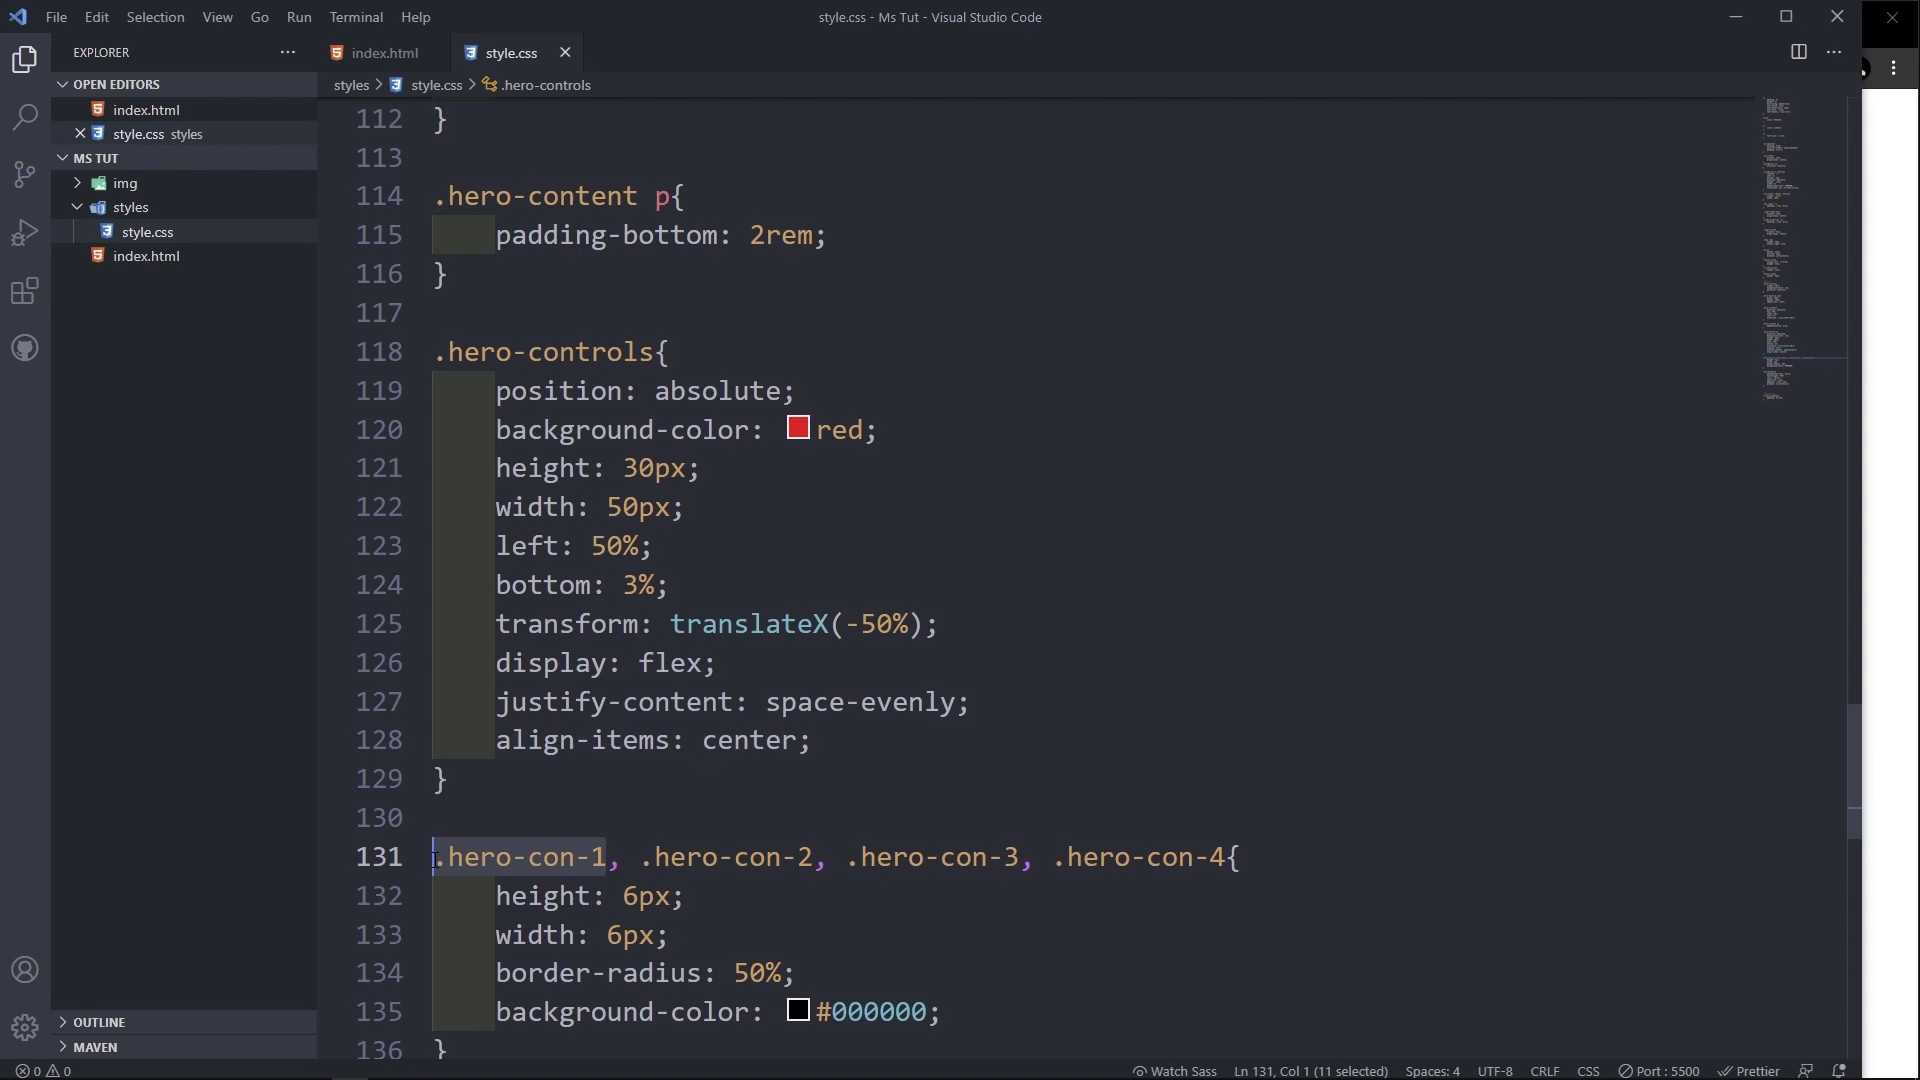 File Edit Selection View Go Run Terminal Help
style.css - Ms Tut - Visual Studio Code
EXPLORER
index.html
style.css
OPEN EDITORS
styles > style.css > .hero-controls
index.html
style.css styles
MS TUT
img
styles
style.css
index.html
112 }
113
114 .hero-content p{
115 padding-bottom: 2rem;
116 }
117
118 .hero-controls{
119 position: absolute;
120 background-color: red;
121 height: 30px;
122 width: 50px;
123 left: 50%;
124 bottom: 3%;
125 transform: translateX(-50%);
126 display: flex;
127 justify-content: space-evenly;
128 align-items: center;
129 }
130
131 .hero-con-1, .hero-con-2, .hero-con-3, .hero-con-4{
132 height: 6px;
133 width: 6px;
134 border-radius: 50%;
135 background-color: #000000;
136 }
OUTLINE
MAVEN
0 0
Watch Sass Ln 131, Col 1 (11 selected) Spaces: 4 UTF-8 CRLF CSS Port : 5500 Prettier